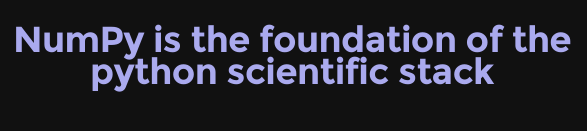 NumPy is the foundation of the
python scientific stack